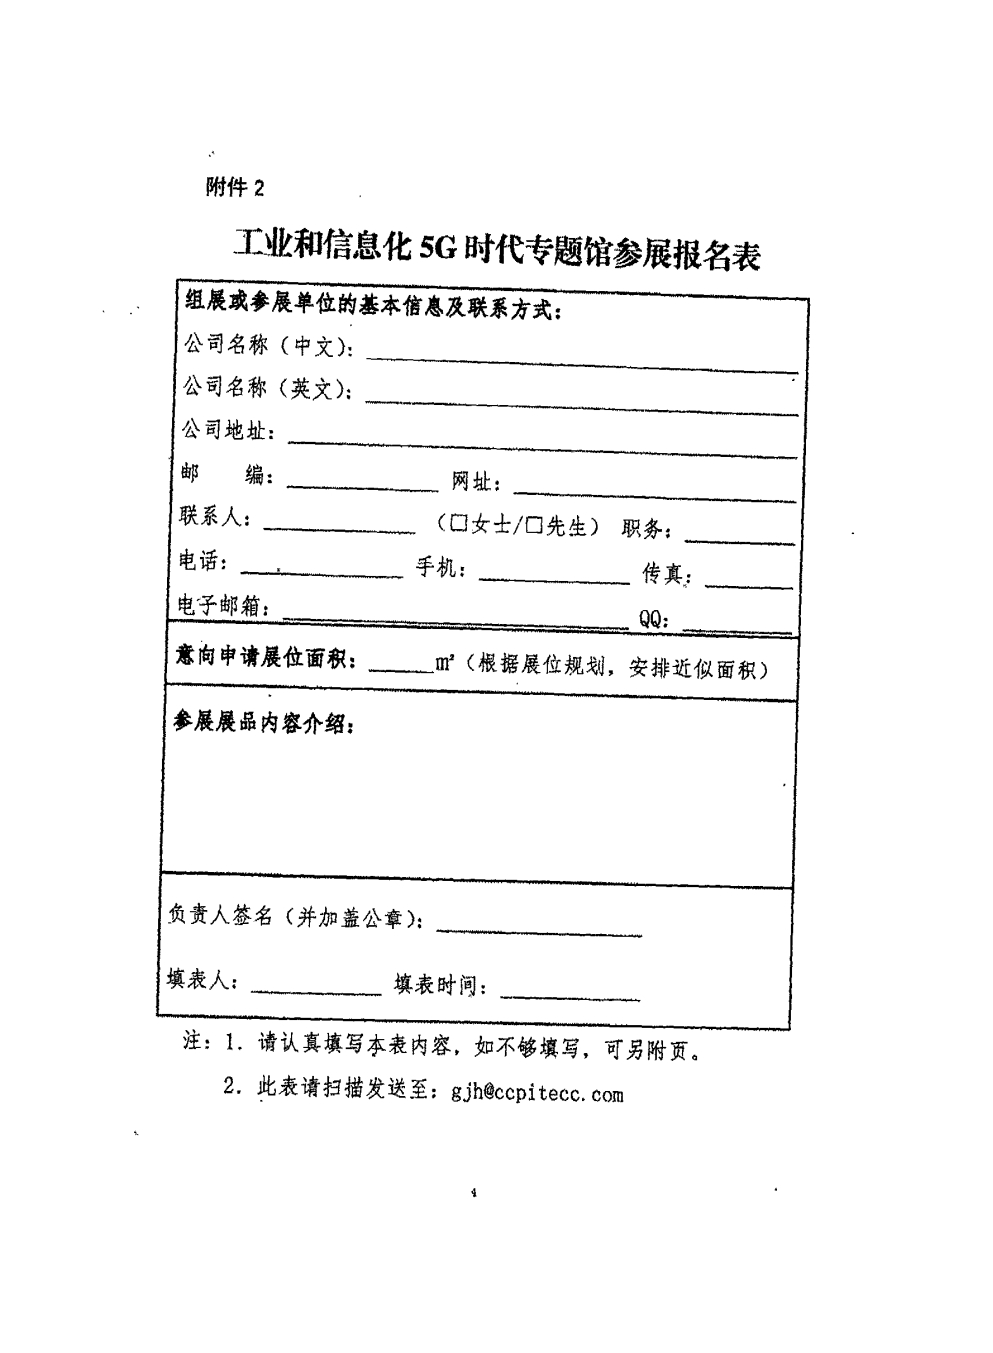 附件 2
工业和信息化 5G 时代专题馆参展报名表
组展或参展单位的基本信息及联系方式：
公司名称（中文）：
公司名称（英文）：
公司地址：
邮 编： 网址：
联系人： （□女士/□先生） 职务：
电话： 手机： 传真：
电子邮箱： QQ：
意向申请展位面积： ㎡（根据展位规划，安排近似面积）
参展展品内容介绍：
负责人签名（并加盖公章）：
填表人： 填表时间：
注：1. 请认真填写本表内容，如不够填写，可另附页。
2. 此表请扫描发送至：gjh@ccpitecc.com
4